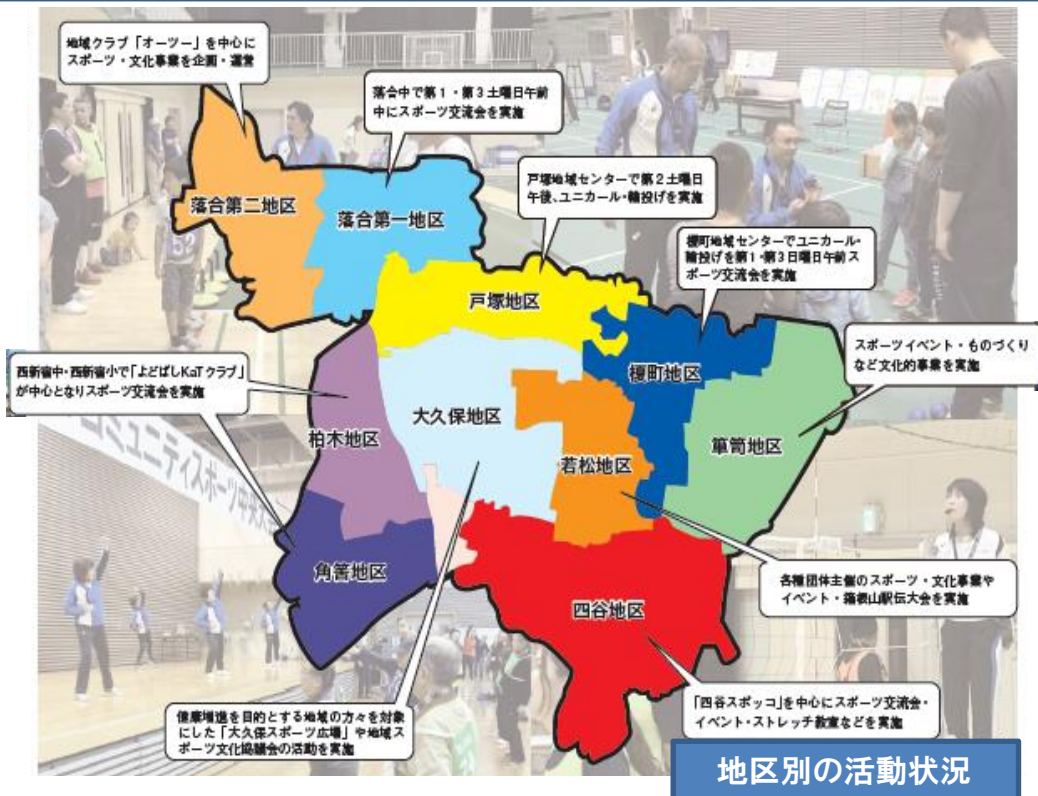 地域クラブ「オーツー」を中心に
スポーツ・文化事業を企画・運営
落合中で第1・第3土曜日午前
中にスポーツ交流会を実施
戸塚地域センターで第2土曜日
午後、ユニカール・輪投げを実施
榎町地域センターでユニカール・
輪投げを第1・第3日曜日午前ス
ポーツ交流会を実施
落合第二地区
落合第一地区
戸塚地区
スポーツイベント・ものづくり
など文化的事業を実施
西新宿中・西新宿小で「よどばしKaTクラブ」
が中心となりスポーツ交流会を実施
榎町地区
大久保地区
柏木地区
若松地区
箪笥地区
コミュニティスポーツ中央大
角筈地区
各種団体主催のスポーツ・文化事業や
イベント・箱根山駅伝大会を実施
四谷地区
「四谷スポッコ」を中心にスポーツ交流会・
イベント・ストレッチ教室などを実施
健康増進を目的とする地域の方々を対象
にした「大久保スポーツ広場」や地域ス
ポーツ文化協議会の活動を実施
地区別の活動状況
52